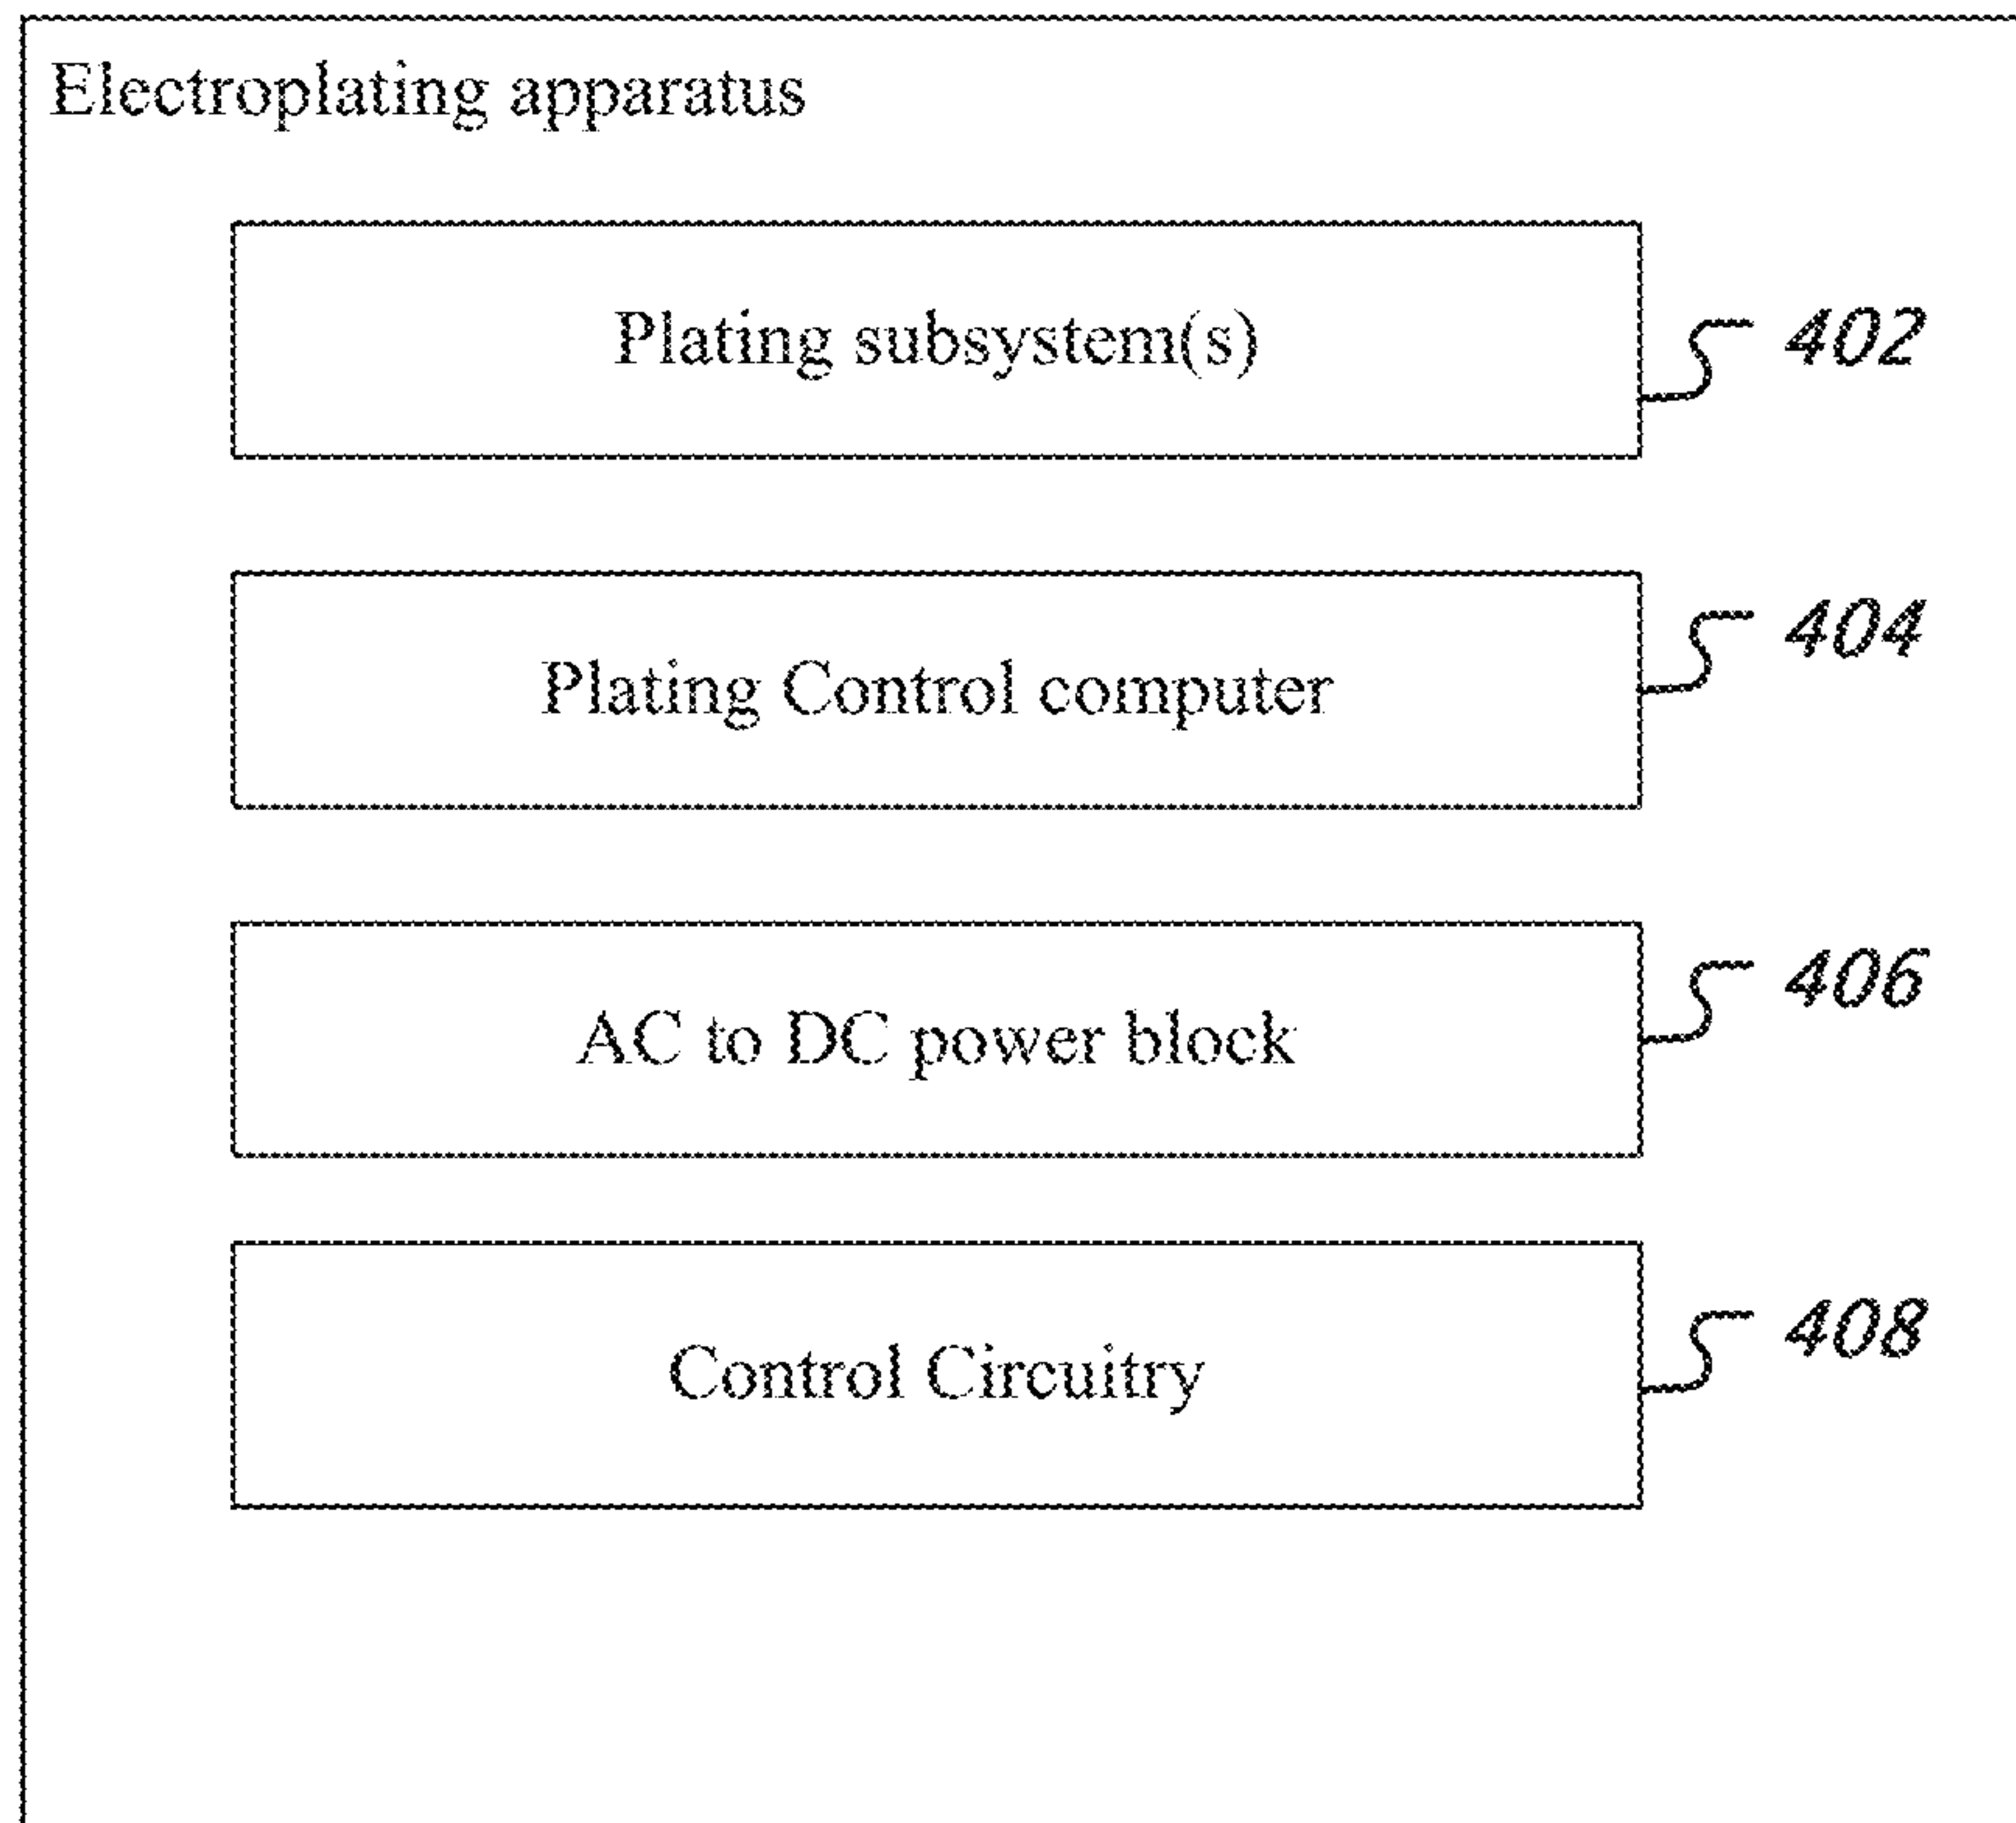 Electroplating apparatus
Plating subsystem(s)
402
Plating Control computer
404
AC to DC power block
406
Control Circuitry
408